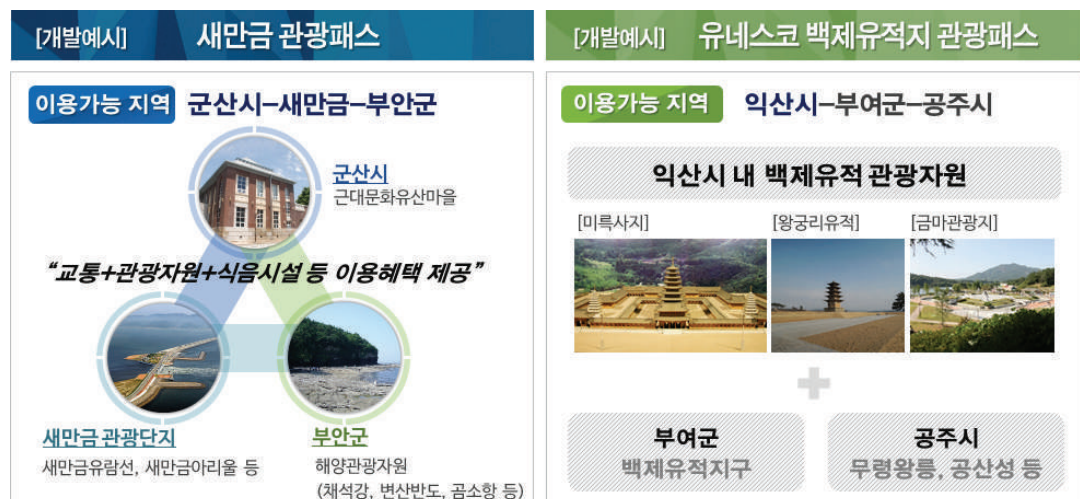 [개발예시] 새만금 관광패스
이용가능 지역 군산시-새만금-부안군
군산시
근대문화유산마을
“교통+관광자원+식음시설 등 이용혜택 제공”
새만금 관광단지
새만금유람선, 새만금아리울 등
부안군
해양관광자원
(채석강, 변산반도, 곰소항 등)
[개발예시] 유네스코 백제유적지 관광패스
이용가능 지역 익산시-부여군-공주시
익산시 내 백제유적 관광자원
[미륵사지] [왕궁리유적] [금마관광지]
부여군
백제유적지구
공주시
무령왕릉, 공산성 등